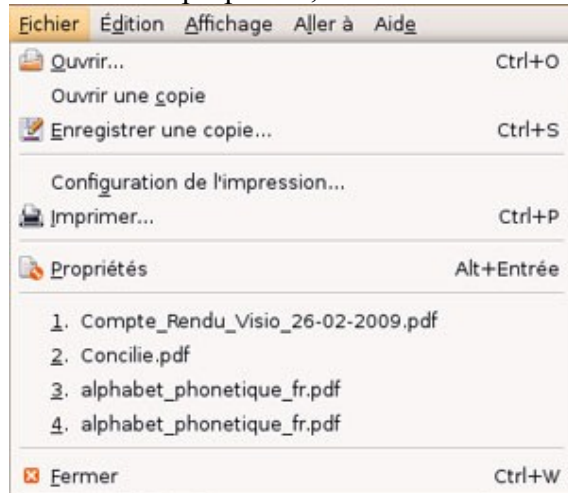 Fichier Édition Affichage Aller à Aide
Ouvrir... Ctrl+O
Ouvrir une copie
Enregistrer une copie... Ctrl+S
Configuration de l'impression...
Imprimer... Ctrl+P
Propriétés Alt+Entrée
1. Compte_Rendu_Visio_26-02-2009.pdf
2. Concilie.pdf
3. alphabet_phonetique_fr.pdf
4. alphabet_phonetique_fr.pdf
Fermer Ctrl+W